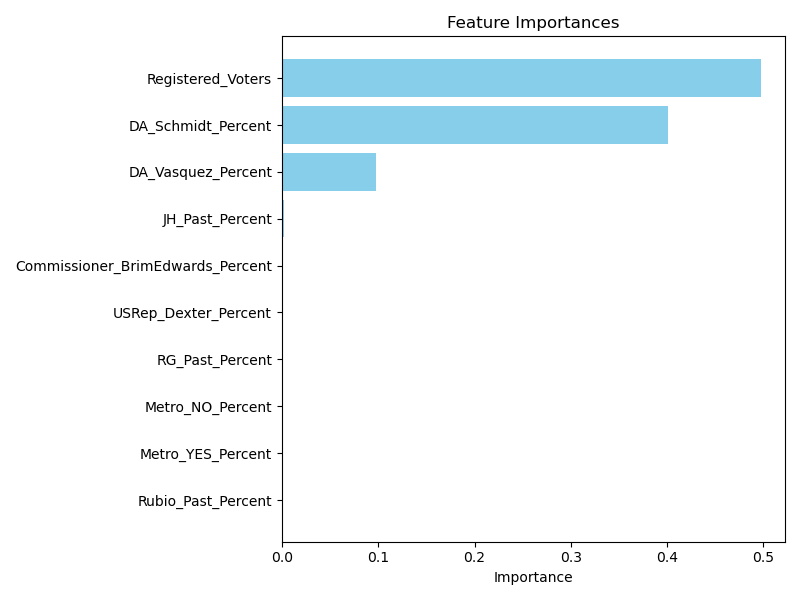 Feature Importances
Registered_Voters
DA_Schmidt_Percent
DA_Vasquez_Percent
JH_Past_Percent
Commissioner_BrimEdwards_Percent
USRep_Dexter_Percent
RG_Past_Percent
Metro_NO_Percent
Metro_YES_Percent
Rubio_Past_Percent
0.0 0.1 0.2 0.3 0.4 0.5
Importance